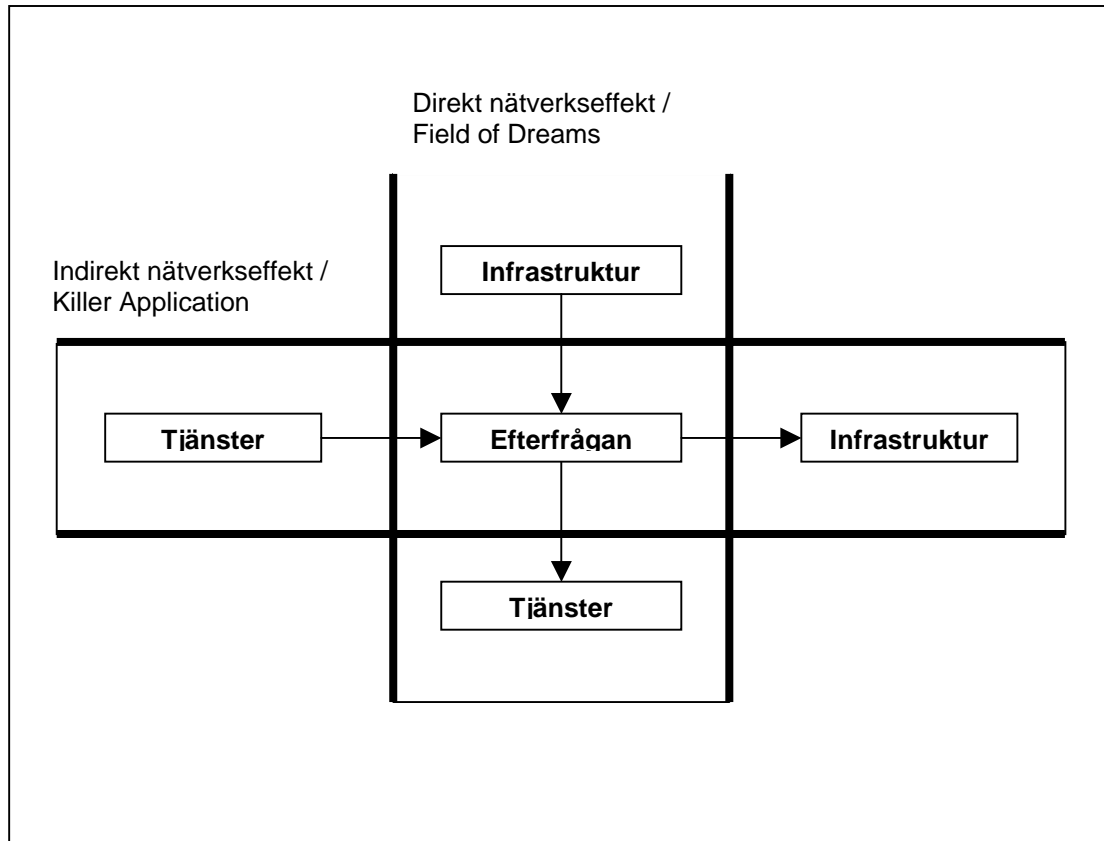 Direkt nätverkseffekt /
Field of Dreams
Indirekt nätverkseffekt /
Killer Application
Infrastruktur
Tjänster
Efterfrågan
Infrastruktur
Tjänster